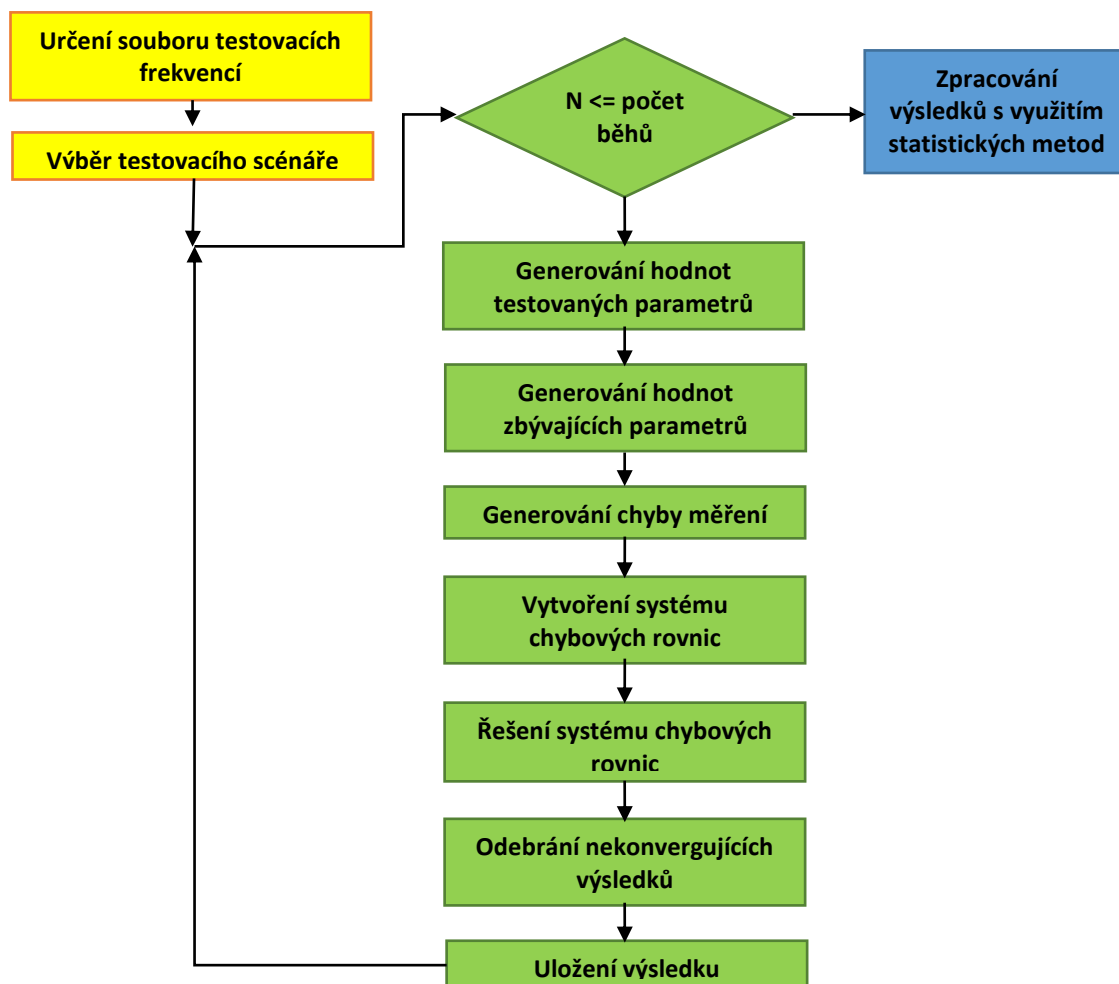 Určení souboru testovacích
frekvencí
Výběr testovacího scénáře
N <= počet
běhů
Zpracování
výsledků s využitím
statistických metod
Generování hodnot
testovaných parametrů
Generování hodnot
zbývajících parametrů
Generování chyby měření
Vytvoření systému
chybových rovnic
Řešení systému chybových
rovnic
Odebrání nekonvergujících
výsledků
Uložení výsledku